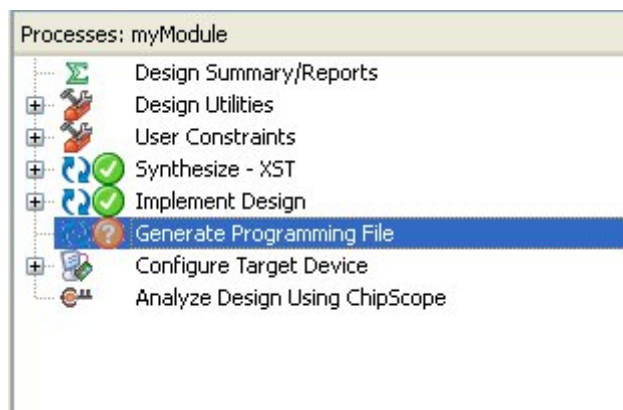 Processes: myModule
Design Summary/Reports
Design Utilities
User Constraints
Synthesize - XST
Implement Design
Generate Programming File
Configure Target Device
Analyze Design Using ChipScope